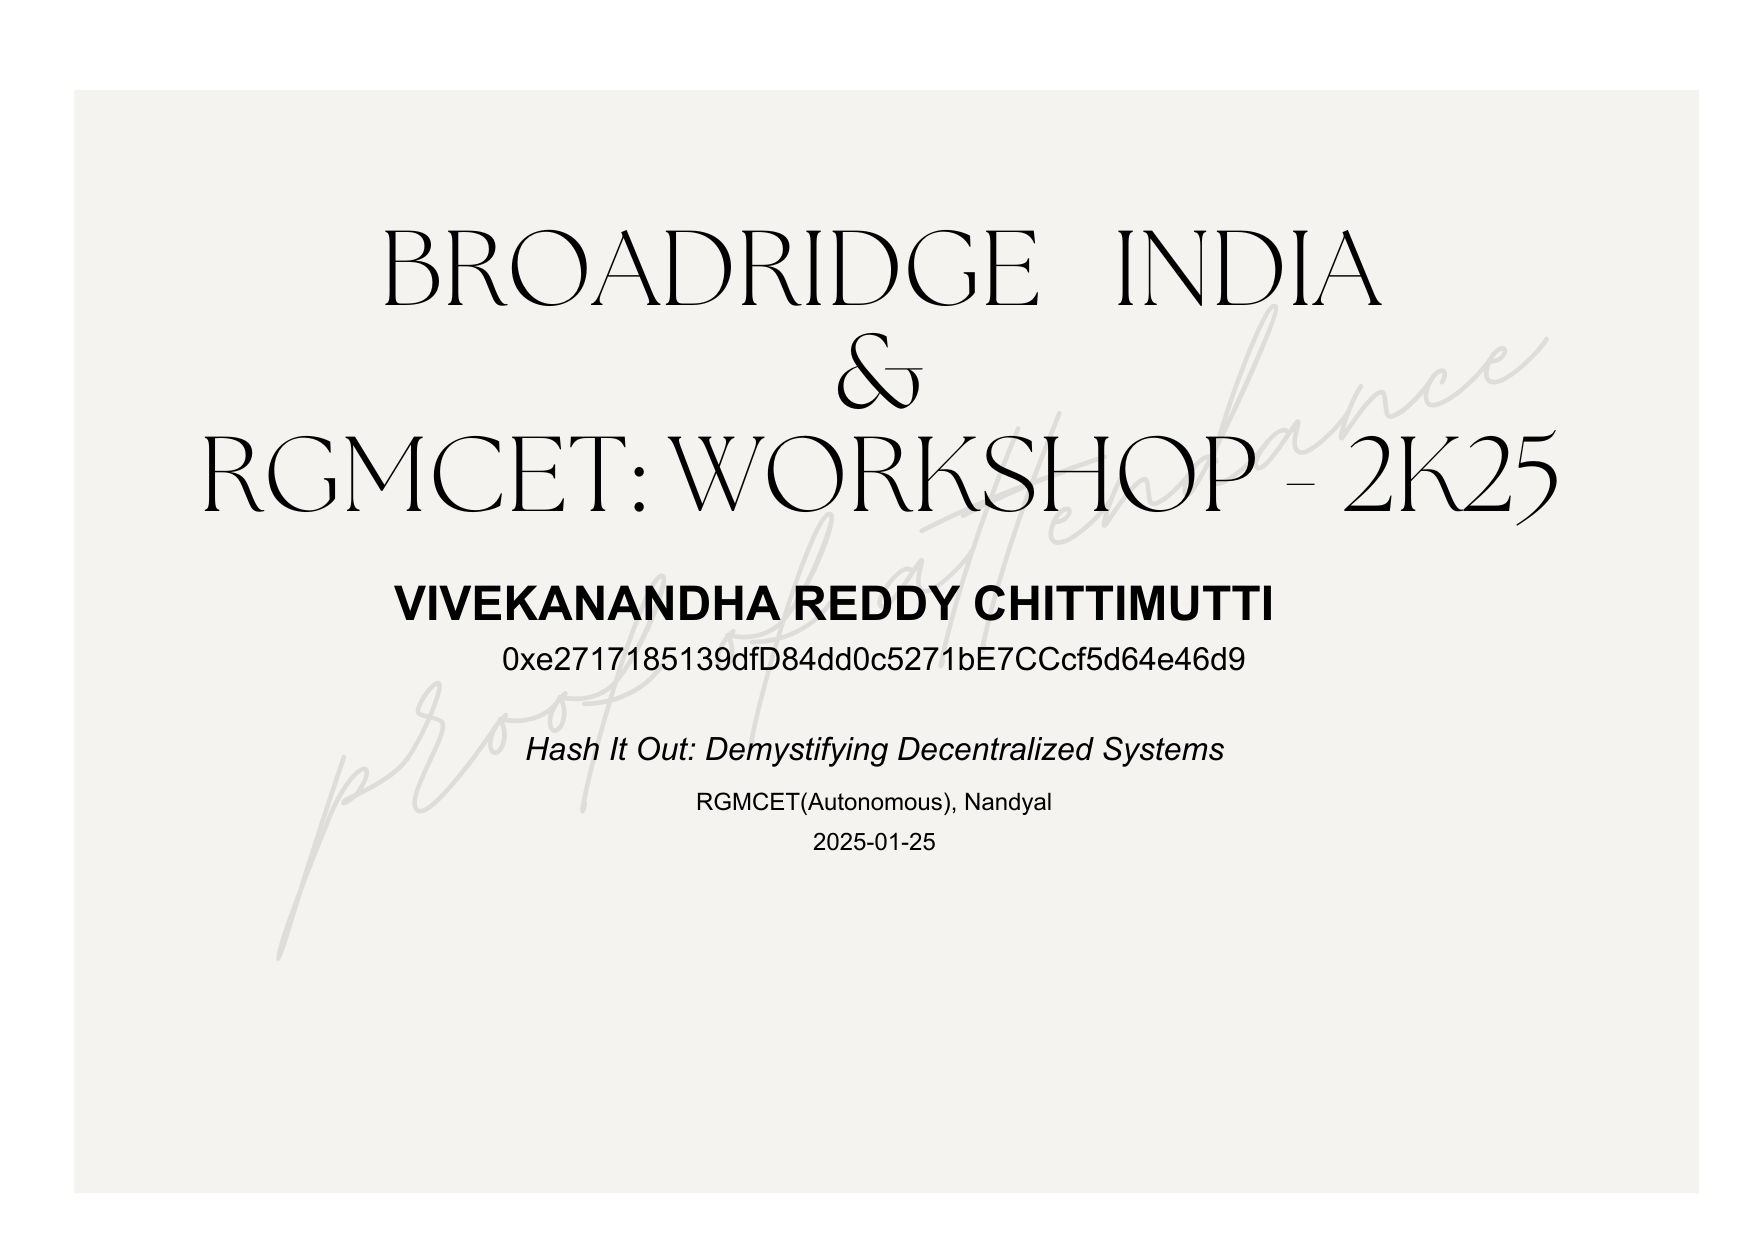 BROADRIDGE INDIA
&
RGMCET: WORKSHOP - 2K25
proof of attendance
VIVEKANANDHA REDDY CHITTIMUTTI
0xe2717185139dfD84dd0c5271bE7CCcf5d64e46d9
Hash It Out: Demystifying Decentralized Systems
RGMCET(Autonomous), Nandyal
2025-01-25